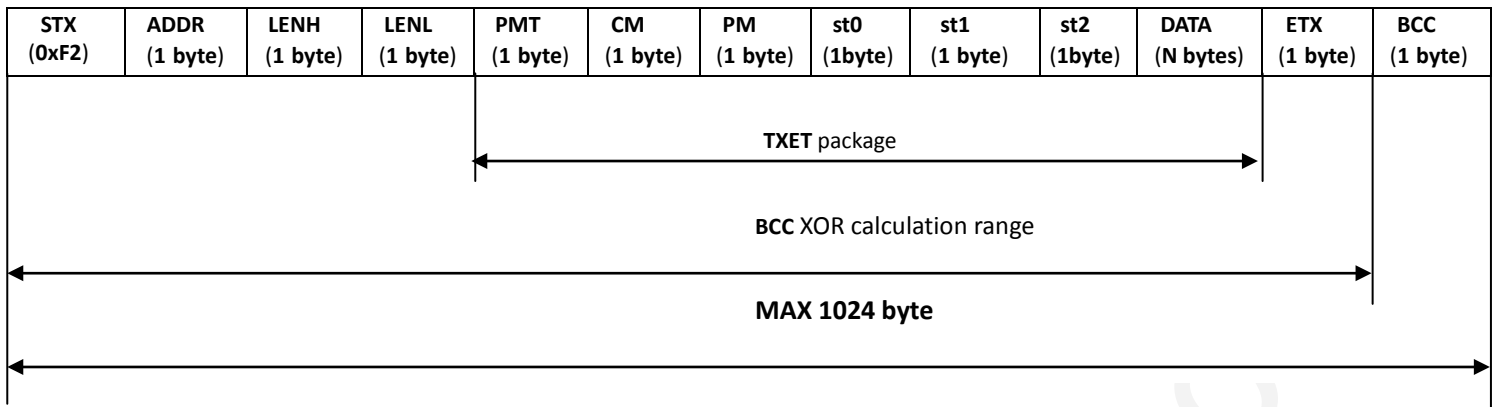 STX ADDR LENH LENL PMT CM PM st0 st1 st2 DATA ETX BCC
(0xF2) (1 byte) (1 byte) (1 byte) (1 byte) (1 byte) (1 byte) (1byte) (1 byte) (1byte) (N bytes) (1 byte) (1 byte)
TXET package
BCC XOR calculation range
MAX 1024 byte